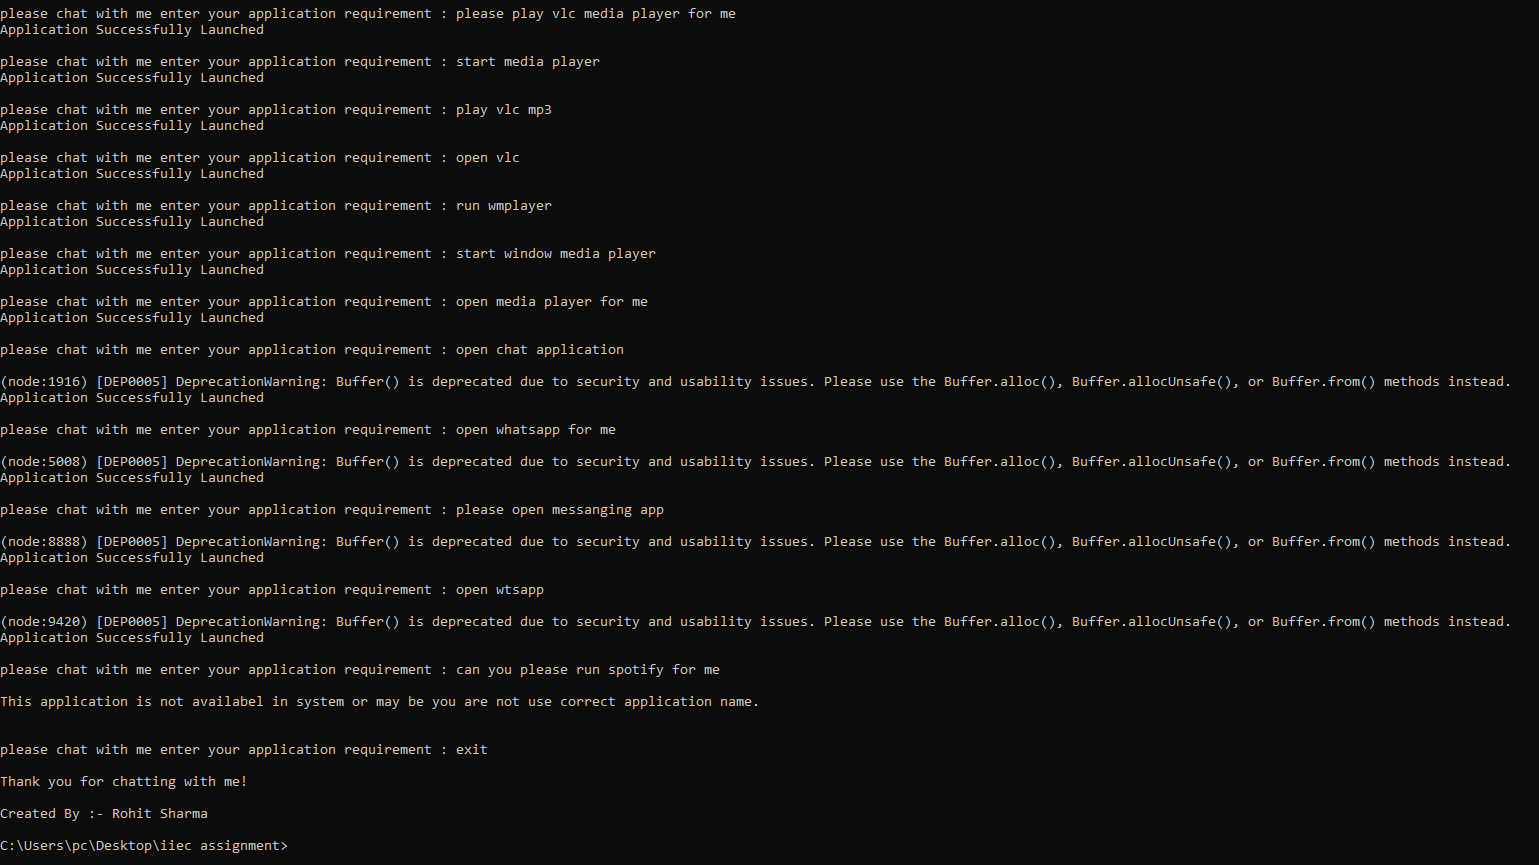 please chat with me enter your application requirement : please play vlc media player for me
Application Successfully Launched
please chat with me enter your application requirement : start media player
Application Successfully Launched
please chat with me enter your application requirement : play vlc mp3
Application Successfully Launched
please chat with me enter your application requirement : open vlc
Application Successfully Launched
please chat with me enter your application requirement : run wmplayer
Application Successfully Launched
please chat with me enter your application requirement : start window media player
Application Successfully Launched
please chat with me enter your application requirement : open media player for me
Application Successfully Launched
please chat with me enter your application requirement : open chat application
(node:1916) [DEP0005] DeprecationWarning: Buffer() is deprecated due to security and usability issues. Please use the Buffer.alloc(), Buffer.allocUnsafe(), or Buffer.from() methods instead.
Application Successfully Launched
please chat with me enter your application requirement : open whatsapp for me
(node:5008) [DEP0005] DeprecationWarning: Buffer() is deprecated due to security and usability issues. Please use the Buffer.alloc(), Buffer.allocUnsafe(), or Buffer.from() methods instead.
Application Successfully Launched
please chat with me enter your application requirement : please open messanging app
(node:8888) [DEP0005] DeprecationWarning: Buffer() is deprecated due to security and usability issues. Please use the Buffer.alloc(), Buffer.allocUnsafe(), or Buffer.from() methods instead.
Application Successfully Launched
please chat with me enter your application requirement : open wtsapp
(node:9420) [DEP0005] DeprecationWarning: Buffer() is deprecated due to security and usability issues. Please use the Buffer.alloc(), Buffer.allocUnsafe(), or Buffer.from() methods instead.
Application Successfully Launched
please chat with me enter your application requirement : can you please run spotify for me
This application is not availabel in system or may be you are not use correct application name.
please chat with me enter your application requirement : exit
Thank you for chatting with me!
Created By :- Rohit Sharma
C:\Users\pc\Desktop\iiec assignment>